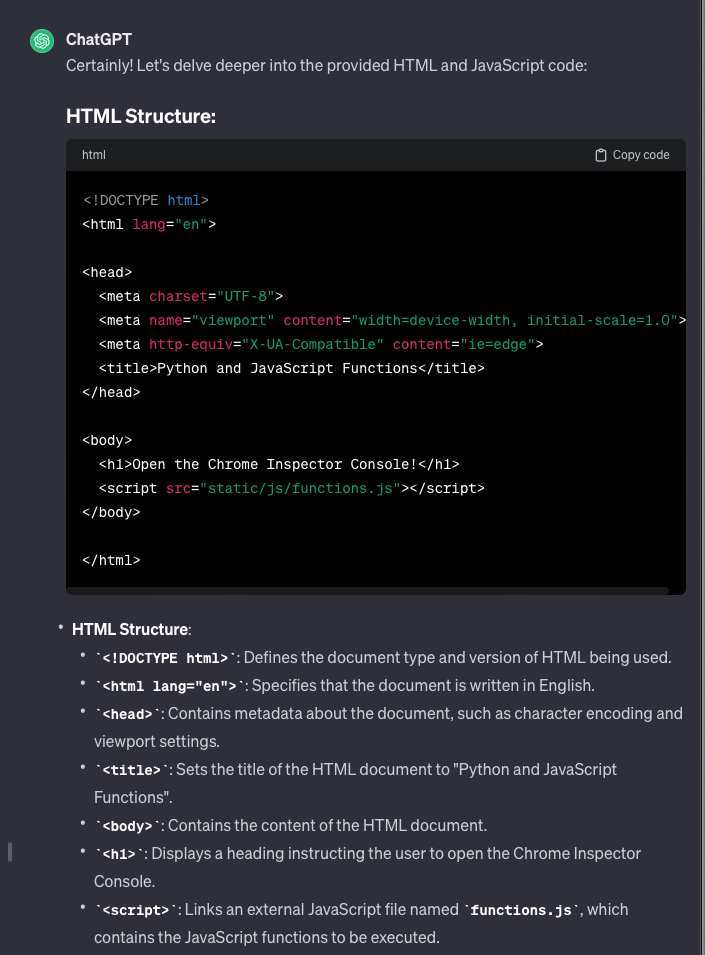 ChatGPT
Certainly! Let's delve deeper into the provided HTML and JavaScript code:
HTML Structure:
html Copy code
<!DOCTYPE html>
<html lang="en">
<head>
  <meta charset="UTF-8">
  <meta name="viewport" content="width=device-width, initial-scale=1.0">
  <meta http-equiv="X-UA-Compatible" content="ie=edge">
  <title>Python and JavaScript Functions</title>
</head>
<body>
  <h1>Open the Chrome Inspector Console!</h1>
  <script src="static/js/functions.js"></script>
</body>
</html>
• HTML Structure:
• `<!DOCTYPE html>`: Defines the document type and version of HTML being used.
• `<html lang="en">`: Specifies that the document is written in English.
• `<head>`: Contains metadata about the document, such as character encoding and
viewport settings.
• `<title>`: Sets the title of the HTML document to "Python and JavaScript
Functions".
• `<body>`: Contains the content of the HTML document.
• `<h1>`: Displays a heading instructing the user to open the Chrome Inspector
Console.
• `<script>`: Links an external JavaScript file named `functions.js`, which
contains the JavaScript functions to be executed.